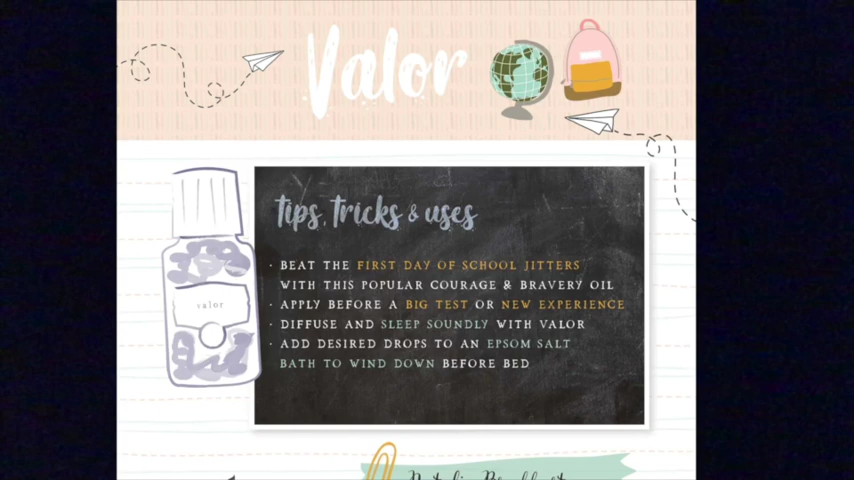 Valor
tips, tricks & uses
· BEAT THE FIRST DAY OF SCHOOL JITTERS
WITH THIS POPULAR COURAGE & BRAVERY OIL
· APPLY BEFORE A BIG TEST OR NEW EXPERIENCE
· DIFFUSE AND SLEEP SOUNDLY WITH VALOR
· ADD DESIRED DROPS TO AN EPSOM SALT
BATH TO WIND DOWN BEFORE BED
valor